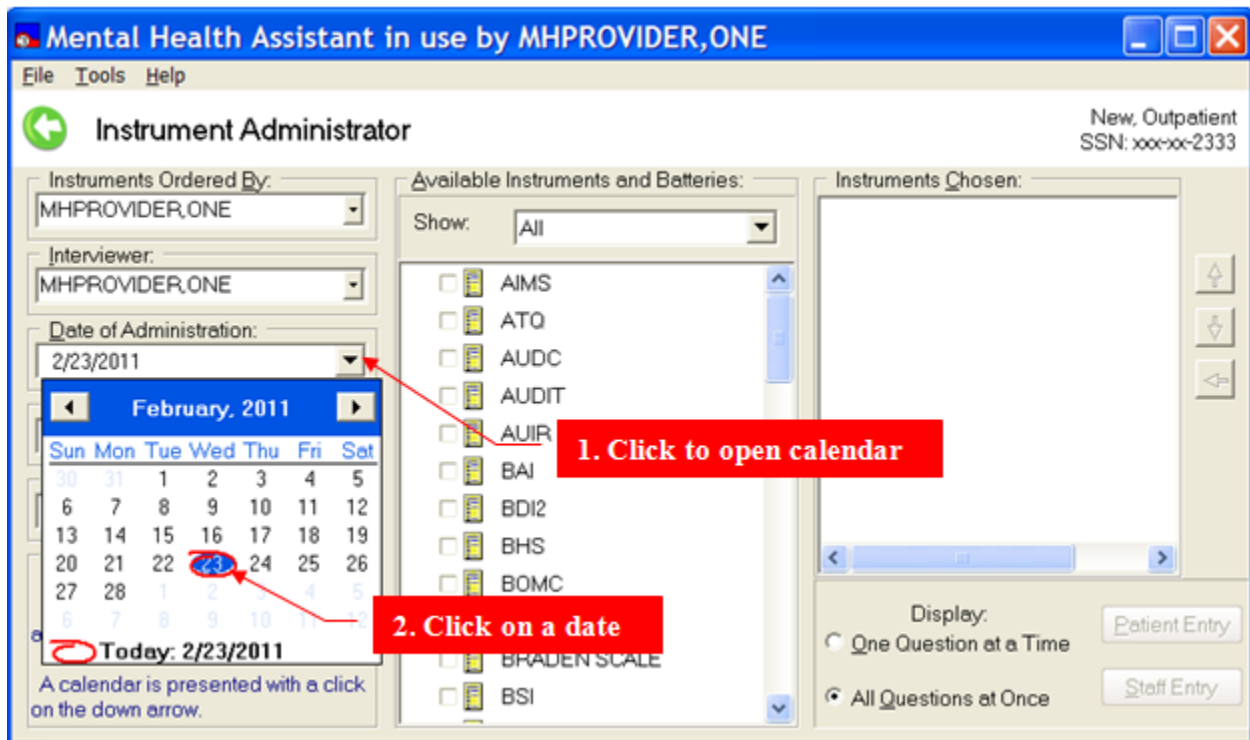 Mental Health Assistant in use by MHPROVIDER,ONE
File Tools Help
Instrument Administrator
New, Outpatient
SSN: xxx-xx-2333
Instruments Ordered By:
MHPROVIDER,ONE
Interviewer:
MHPROVIDER,ONE
Date of Administration:
2/23/2011
February, 2011
Sun Mon Tue Wed Thu Fri Sat
30 31 1 2 3 4 5
6 7 8 9 10 11 12
13 14 15 16 17 18 19
20 21 22 23 24 25 26
27 28 1 2 3 4 5
6 7 8 9 10 11 12
Today: 2/23/2011
A calendar is presented with a click
on the down arrow.
Available Instruments and Batteries:
Show: All
AIMS
ATQ
AUDC
AUDIT
AUIR
BAI
BDI2
BHS
BOMC
BRADEN SCALE
BSI
1. Click to open calendar
2. Click on a date
Instruments Chosen:
Display:
One Question at a Time
All Questions at Once
Patient Entry
Staff Entry